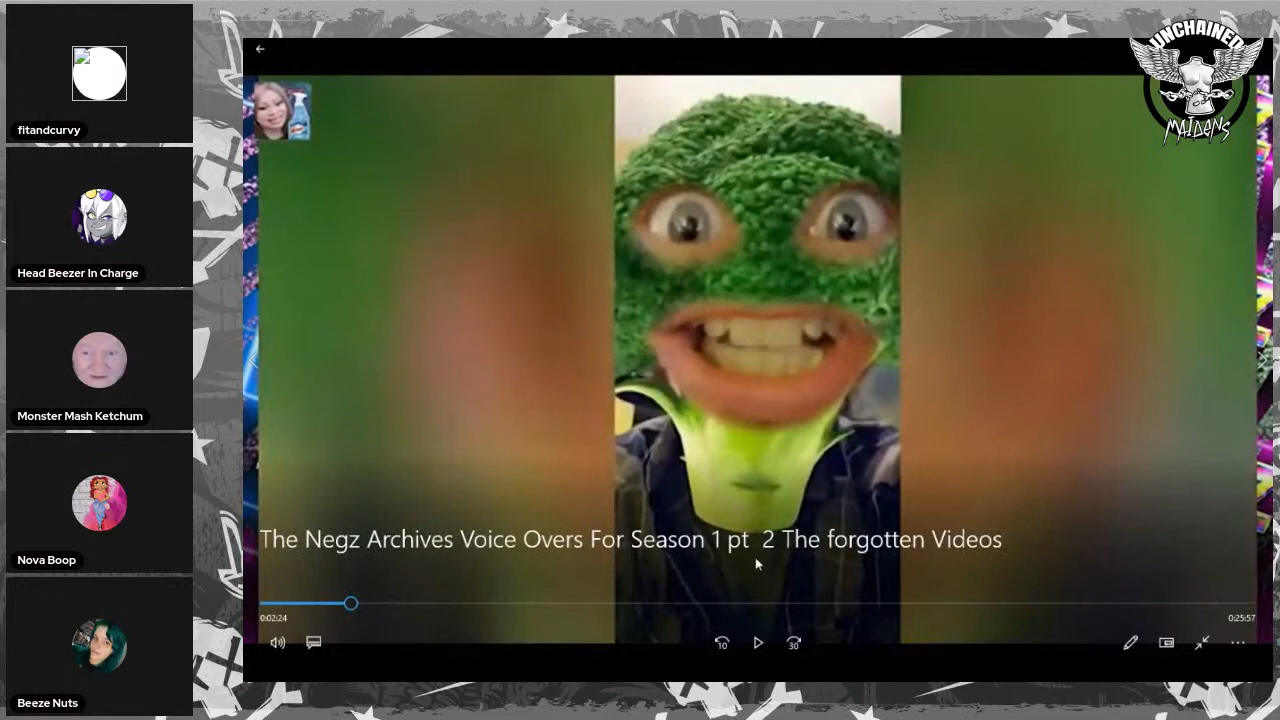 fitandcurvy
Head Beezer In Charge
Monster Mash Ketchum
Nova Boop
Beeze Nuts
UNCHAINED
MAIDENS
The Negz Archives Voice Overs For Season 1 pt  2 The forgotten Videos
0:02:24
0:25:57
10
30